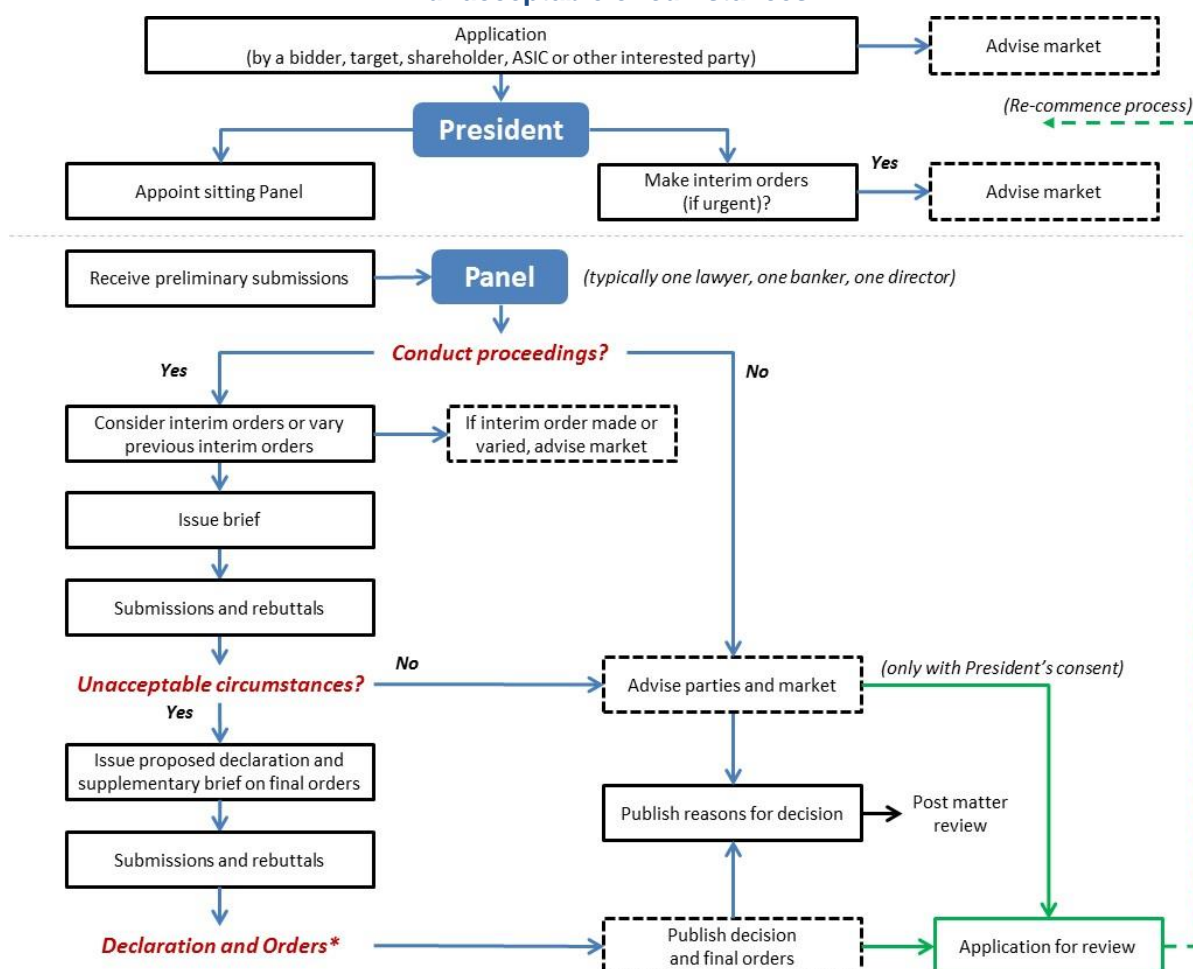 Application
(by a bidder, target, shareholder, ASIC or other interested party)
Advise market
(Re-commence process)
President
Appoint sitting Panel
Make interim orders
(if urgent)?
Yes
Advise market
Receive preliminary submissions
Panel
(typically one lawyer, one banker, one director)
Conduct proceedings?
Yes
No
Consider interim orders or vary
previous interim orders
If interim order made or
varied, advise market
Issue brief
Submissions and rebuttals
Unacceptable circumstances?
No
Advise parties and market
(only with President's consent)
Yes
Issue proposed declaration and
supplementary brief on final orders
Publish reasons for decision
Post matter
review
Submissions and rebuttals
Declaration and Orders*
Publish decision
and final orders
Application for review